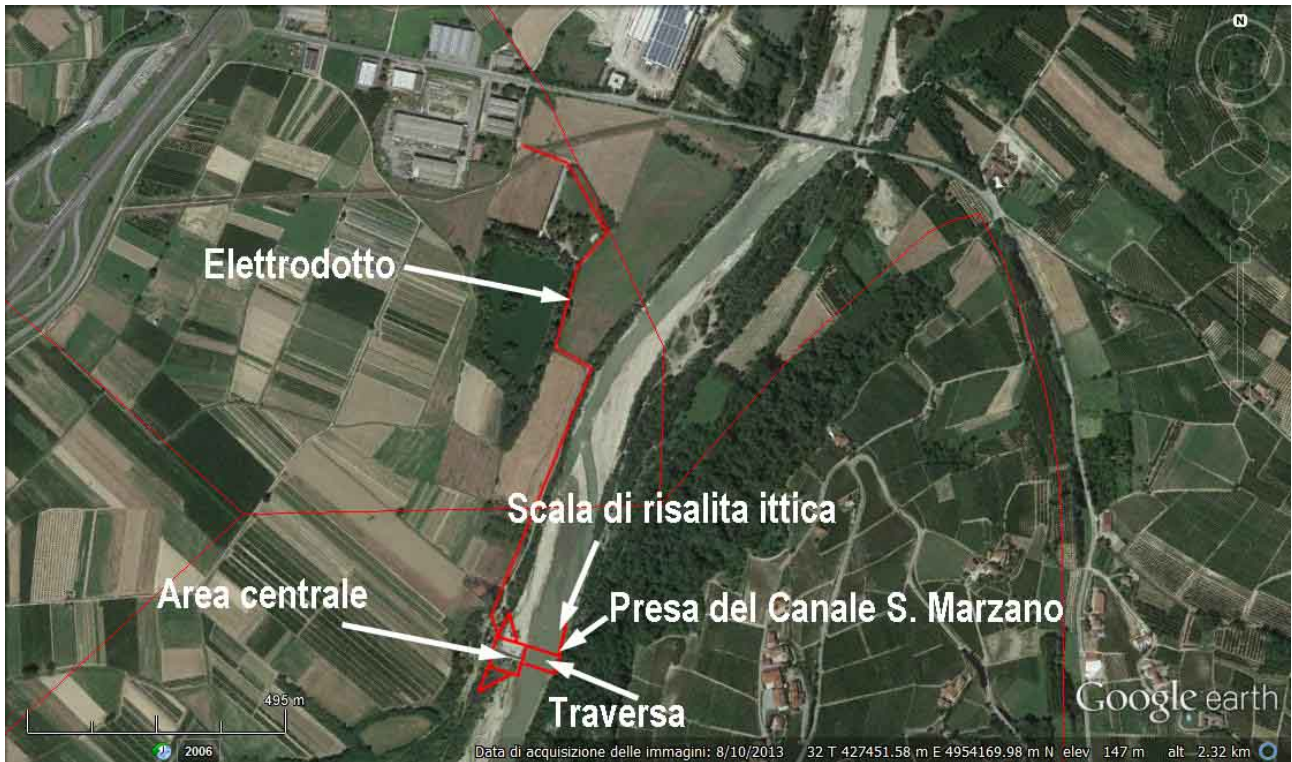 N
Elettrodotto
Scala di risalita ittica
Area centrale
Presa del Canale S. Marzano
Traversa
495 m
Google earth
2006
Data di acquisizione delle immagini: 8/10/2013 32 T 427451.58 m E 4954169.98 m N elev 147 m alt 2.32 km